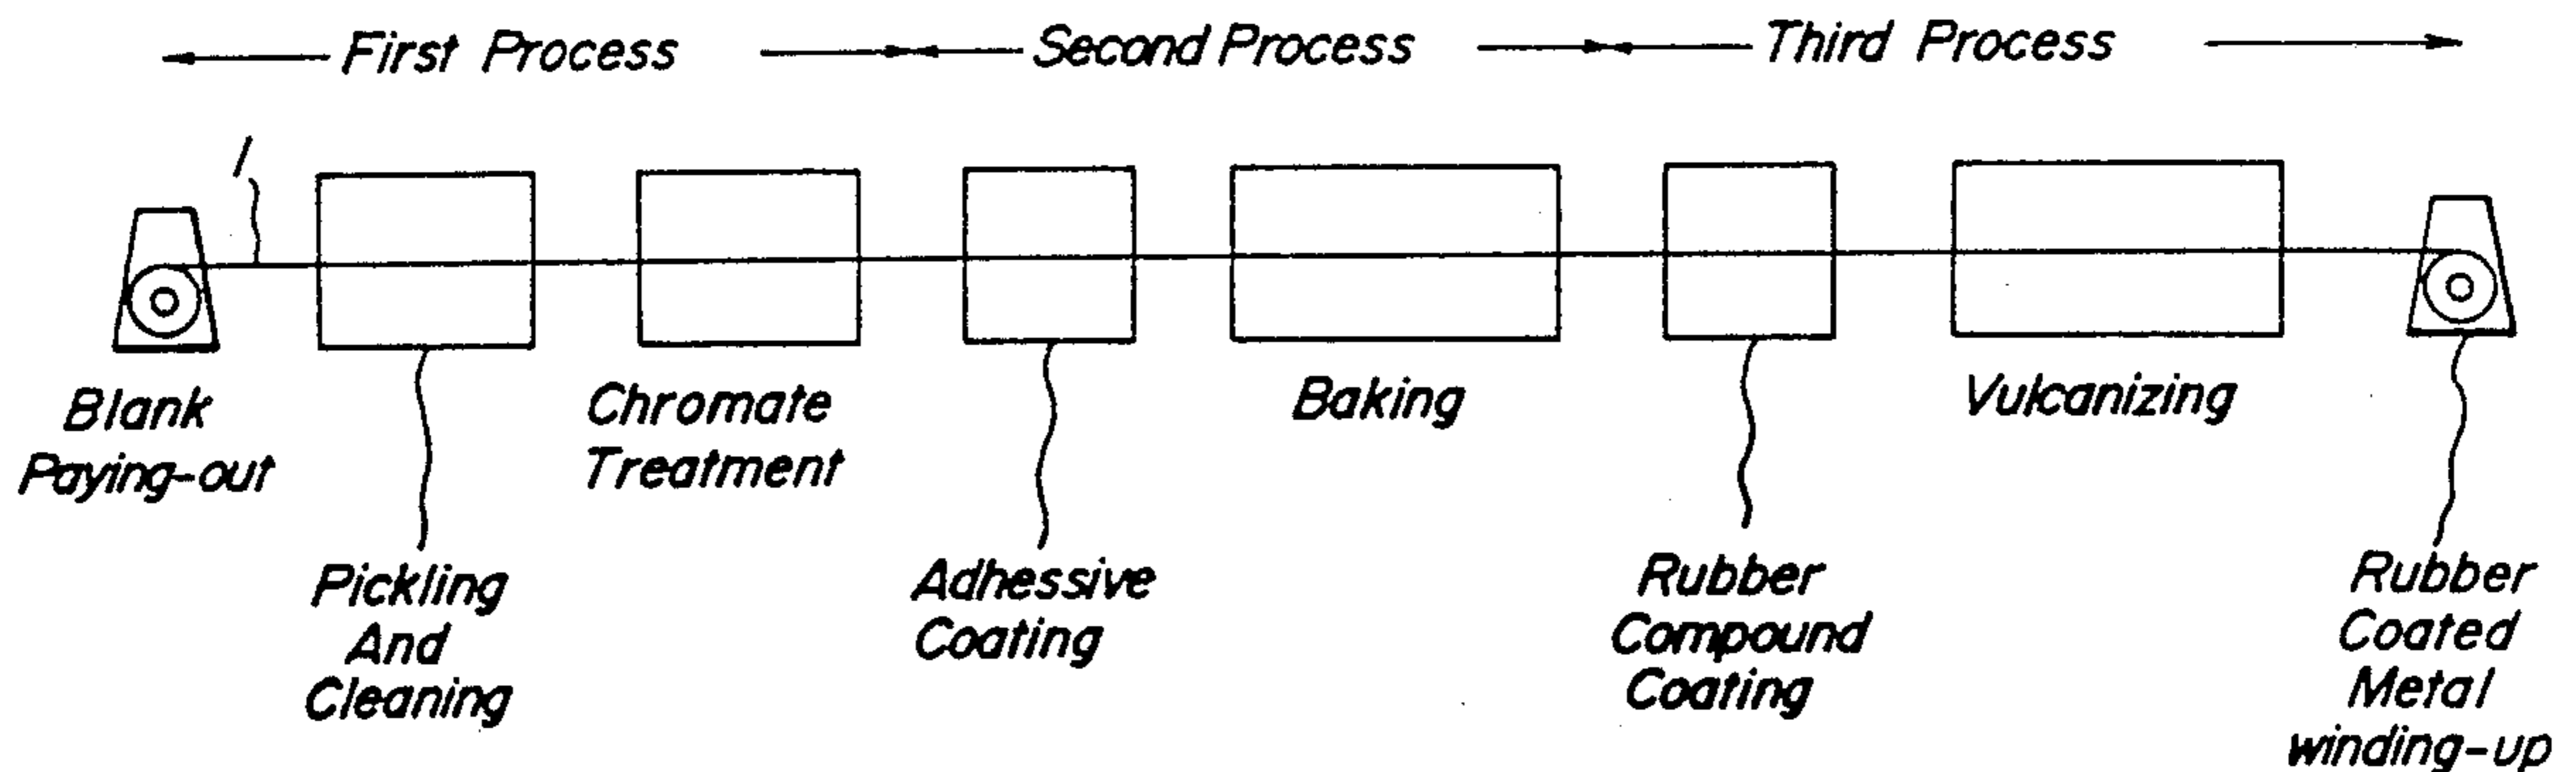 First Process
Second Process
Third Process
1
Blank
Paying-out
Pickling
And
Cleaning
Chromate
Treatment
Adhessive
Coating
Baking
Rubber
Compound
Coating
Vulcanizing
Rubber
Coated
Metal
winding-up